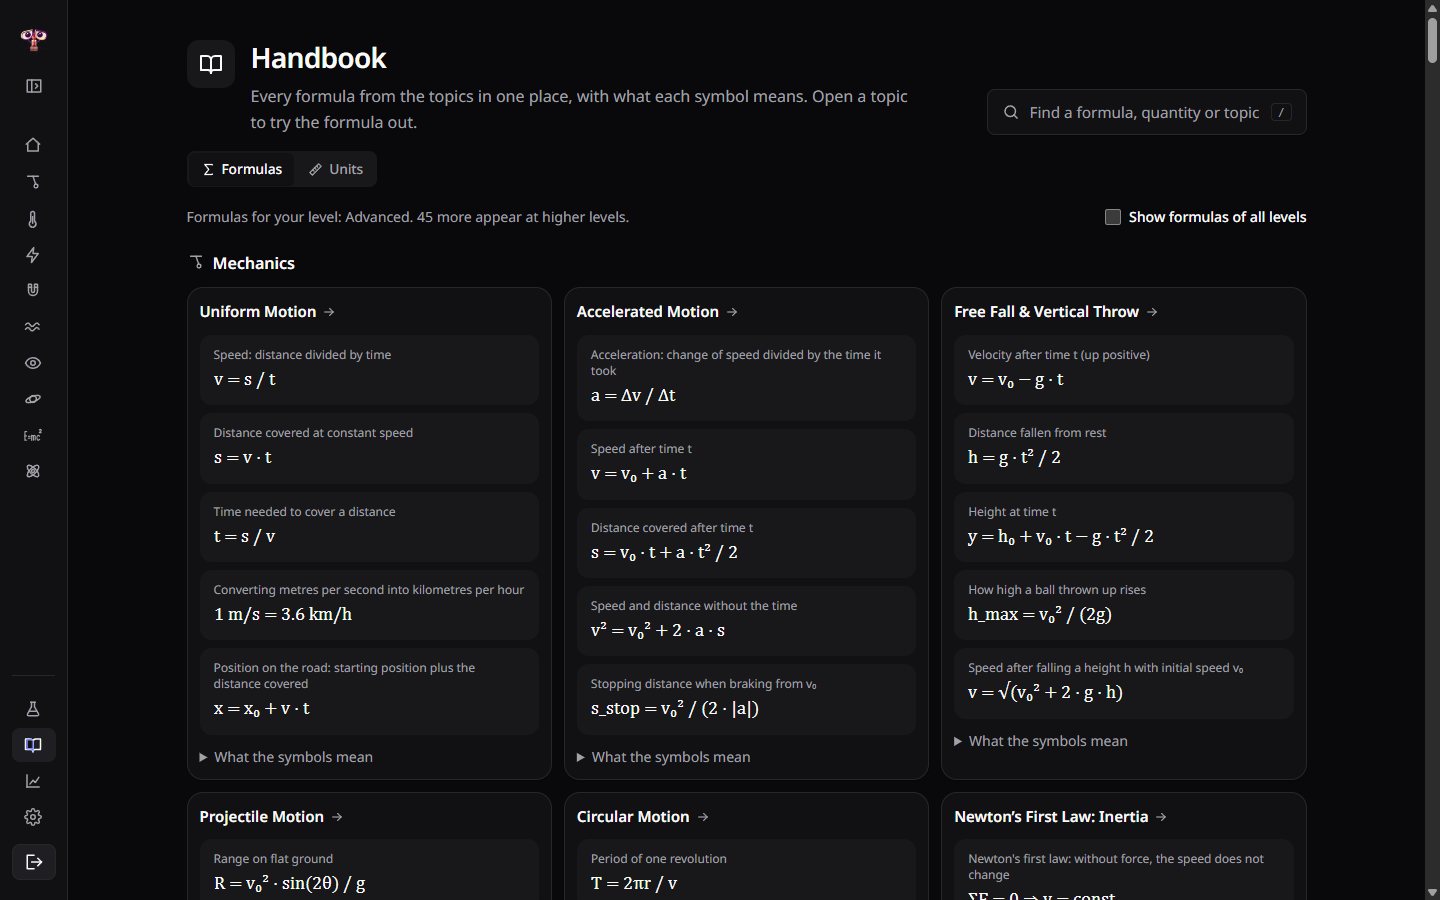 Handbook
Every formula from the topics in one place, with what each symbol means. Open a topic
to try the formula out.
Find a formula, quantity or topic /
Σ Formulas
Units
Formulas for your level: Advanced. 45 more appear at higher levels.
Show formulas of all levels
E=mc²
Mechanics
Uniform Motion →
Speed: distance divided by time
v = s / t
Distance covered at constant speed
s = v · t
Time needed to cover a distance
t = s / v
Converting metres per second into kilometres per hour
1 m/s = 3.6 km/h
Position on the road: starting position plus the
distance covered
x = x₀ + v · t
▶ What the symbols mean
Accelerated Motion →
Acceleration: change of speed divided by the time it
took
a = Δv / Δt
Speed after time t
v = v₀ + a · t
Distance covered after time t
s = v₀ · t + a · t² / 2
Speed and distance without the time
v² = v₀² + 2 · a · s
Stopping distance when braking from v₀
s_stop = v₀² / (2 · |a|)
▶ What the symbols mean
Free Fall & Vertical Throw →
Velocity after time t (up positive)
v = v₀ − g · t
Distance fallen from rest
h = g · t² / 2
Height at time t
y = h₀ + v₀ · t − g · t² / 2
How high a ball thrown up rises
h_max = v₀² / (2g)
Speed after falling a height h with initial speed v₀
v = √(v₀² + 2 · g · h)
▶ What the symbols mean
Projectile Motion →
Range on flat ground
R = v₀² · sin(2θ) / g
Circular Motion →
Period of one revolution
T = 2πr / v
Newton’s First Law: Inertia →
Newton's first law: without force, the speed does not
change
ΣF = 0 ⇒ v = const